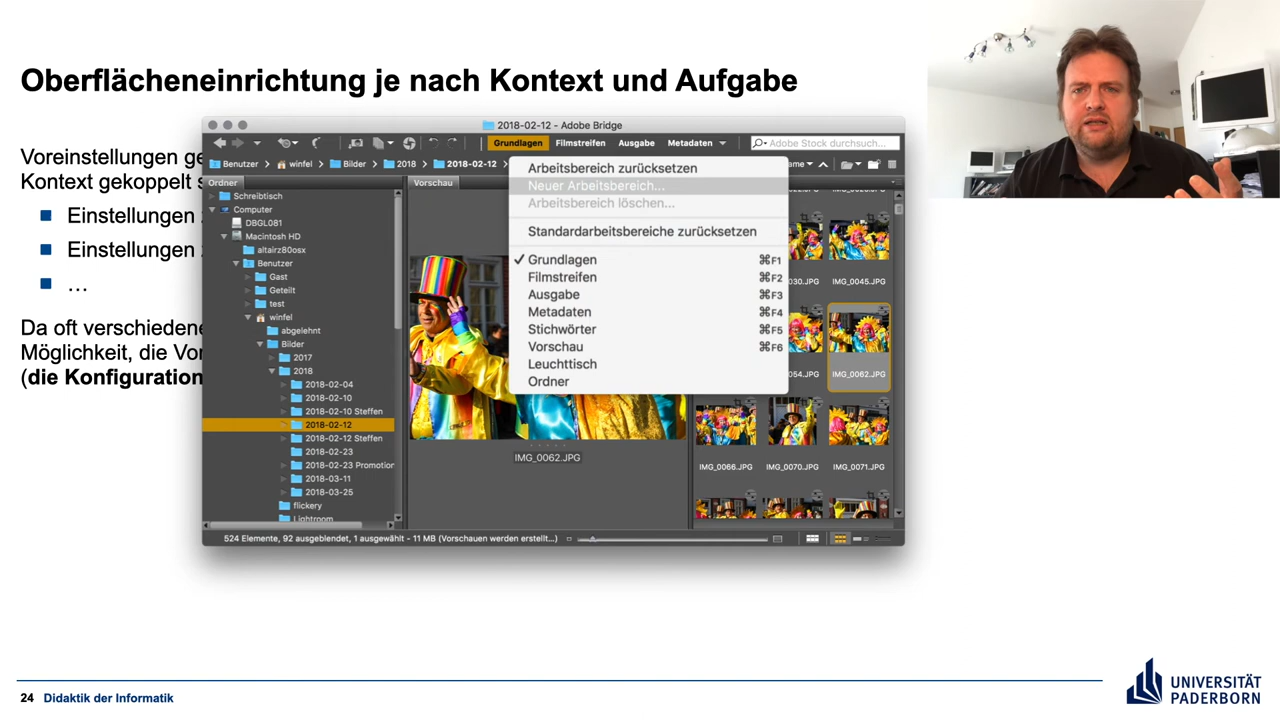 Oberflächeneinrichtung je nach Kontext und Aufgabe
Voreinstellungen ge
Kontext gekoppelt s
Einstellungen
Einstellungen
…
Da oft verschiedene
Möglichkeit, die Vor
(die Konfiguration
2018-02-12 - Adobe Bridge
Grundlagen Filmstreifen Ausgabe Metadaten Adobe Stock durchsuch...
Benutzer winfel Bilder 2018 2018-02-12
Ordner
Schreibtisch
Computer
DBGL081
Macintosh HD
altairz80osx
Benutzer
Gast
Geteilt
test
winfel
abgelehnt
Bilder
2017
2018
2018-02-04
2018-02-10
2018-02-10 Steffen
2018-02-12
2018-02-12 Steffen
2018-02-23
2018-02-23 Promotion
2018-03-11
2018-03-25
flickery
Lightroom
Vorschau
IMG_0062.JPG
Arbeitsbereich zurücksetzen
Neuer Arbeitsbereich...
Arbeitsbereich löschen...
Standardarbeitsbereiche zurücksetzen
✓ Grundlagen ⌘F1
Filmstreifen ⌘F2
Ausgabe ⌘F3
Metadaten ⌘F4
Stichwörter ⌘F5
Vorschau ⌘F6
Leuchttisch
Ordner
030.JPG IMG_0045.JPG
054.JPG IMG_0062.JPG
IMG_0066.JPG IMG_0070.JPG IMG_0071.JPG
524 Elemente, 92 ausgeblendet, 1 ausgewählt - 11 MB (Vorschauen werden erstellt...)
24 Didaktik der Informatik
UNIVERSITÄT
PADERBORN